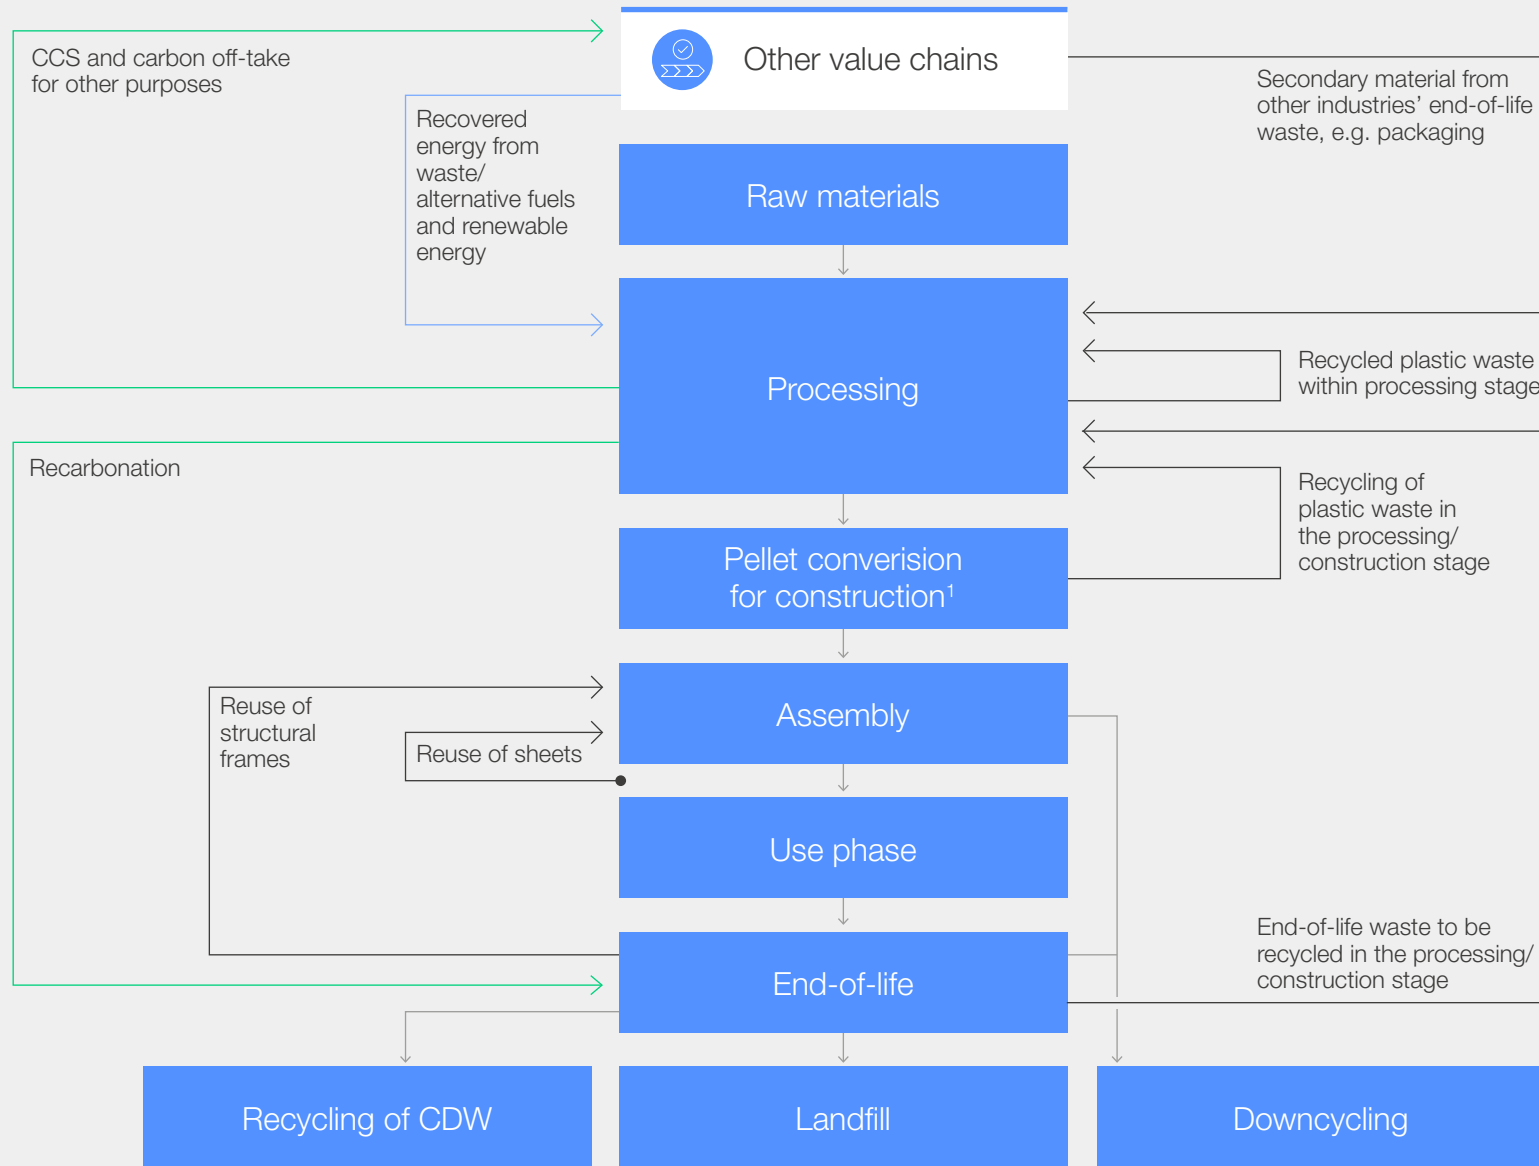 CCS and carbon off-take
for other purposes
Other value chains
Secondary material from
other industries’ end-of-life
waste, e.g. packaging
Recovered
energy from
waste/
alternative fuels
and renewable
energy
Raw materials
Processing
Recycled plastic waste
within processing stage
Recarbonation
Recycling of
plastic waste in
the processing/
construction stage
Pellet converision
for construction¹
Reuse of
structural
frames
Reuse of sheets
Assembly
Use phase
End-of-life
End-of-life waste to be
recycled in the processing/
construction stage
Recycling of CDW
Landfill
Downcycling